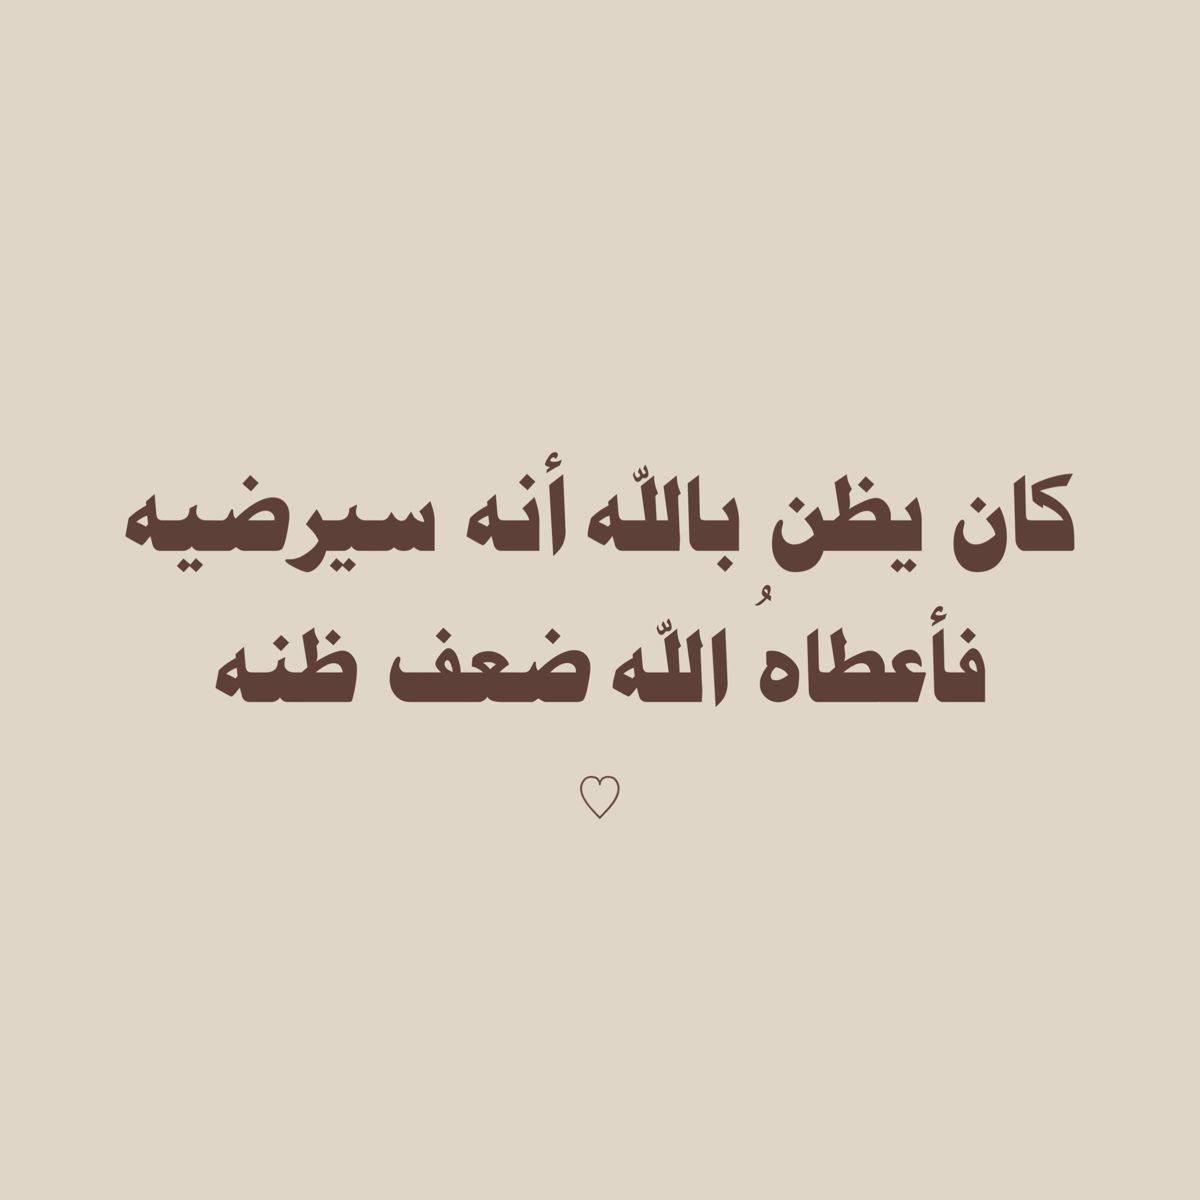 كان يظن بالله أنه سيرضيه
فأعطاهُ الله ضعف ظنه
♡